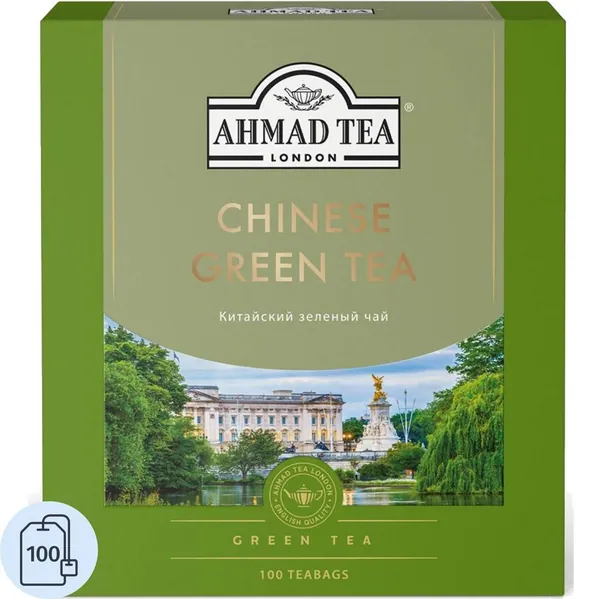 AHMAD TEA
®
LONDON
CHINESE
GREEN TEA
Китайский зеленый чай
AHMAD TEA LONDON
ENGLISH QUALITY
GREEN TEA
100 TEABAGS
100